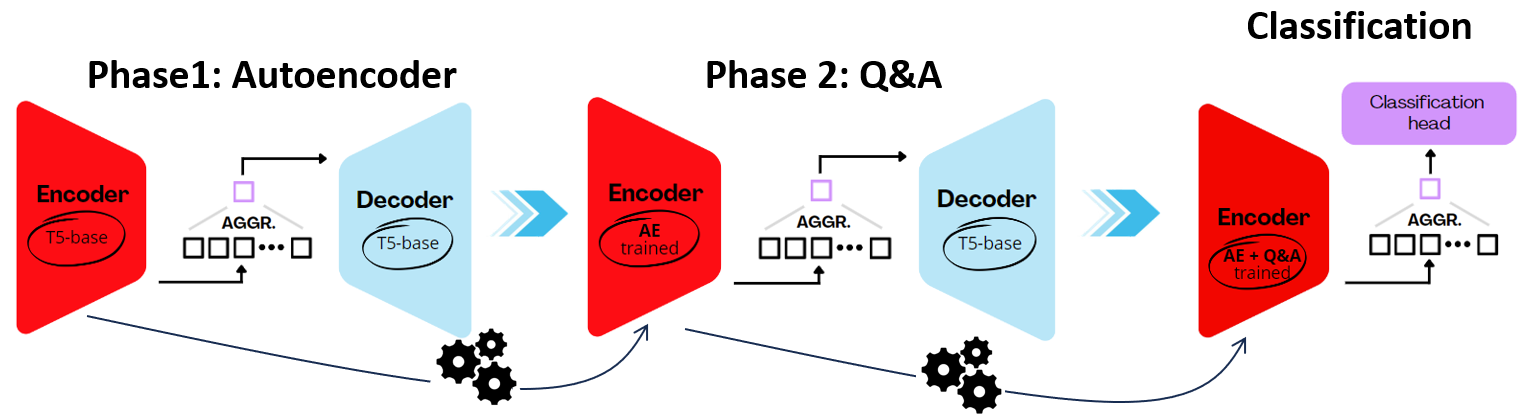 Classification
Phase1: Autoencoder
Phase 2: Q&A
Classification
head
Encoder
T5-base
AGGR.
Decoder
T5-base
Encoder
AE
trained
AGGR.
Decoder
T5-base
Encoder
AE + Q&A
trained
AGGR.